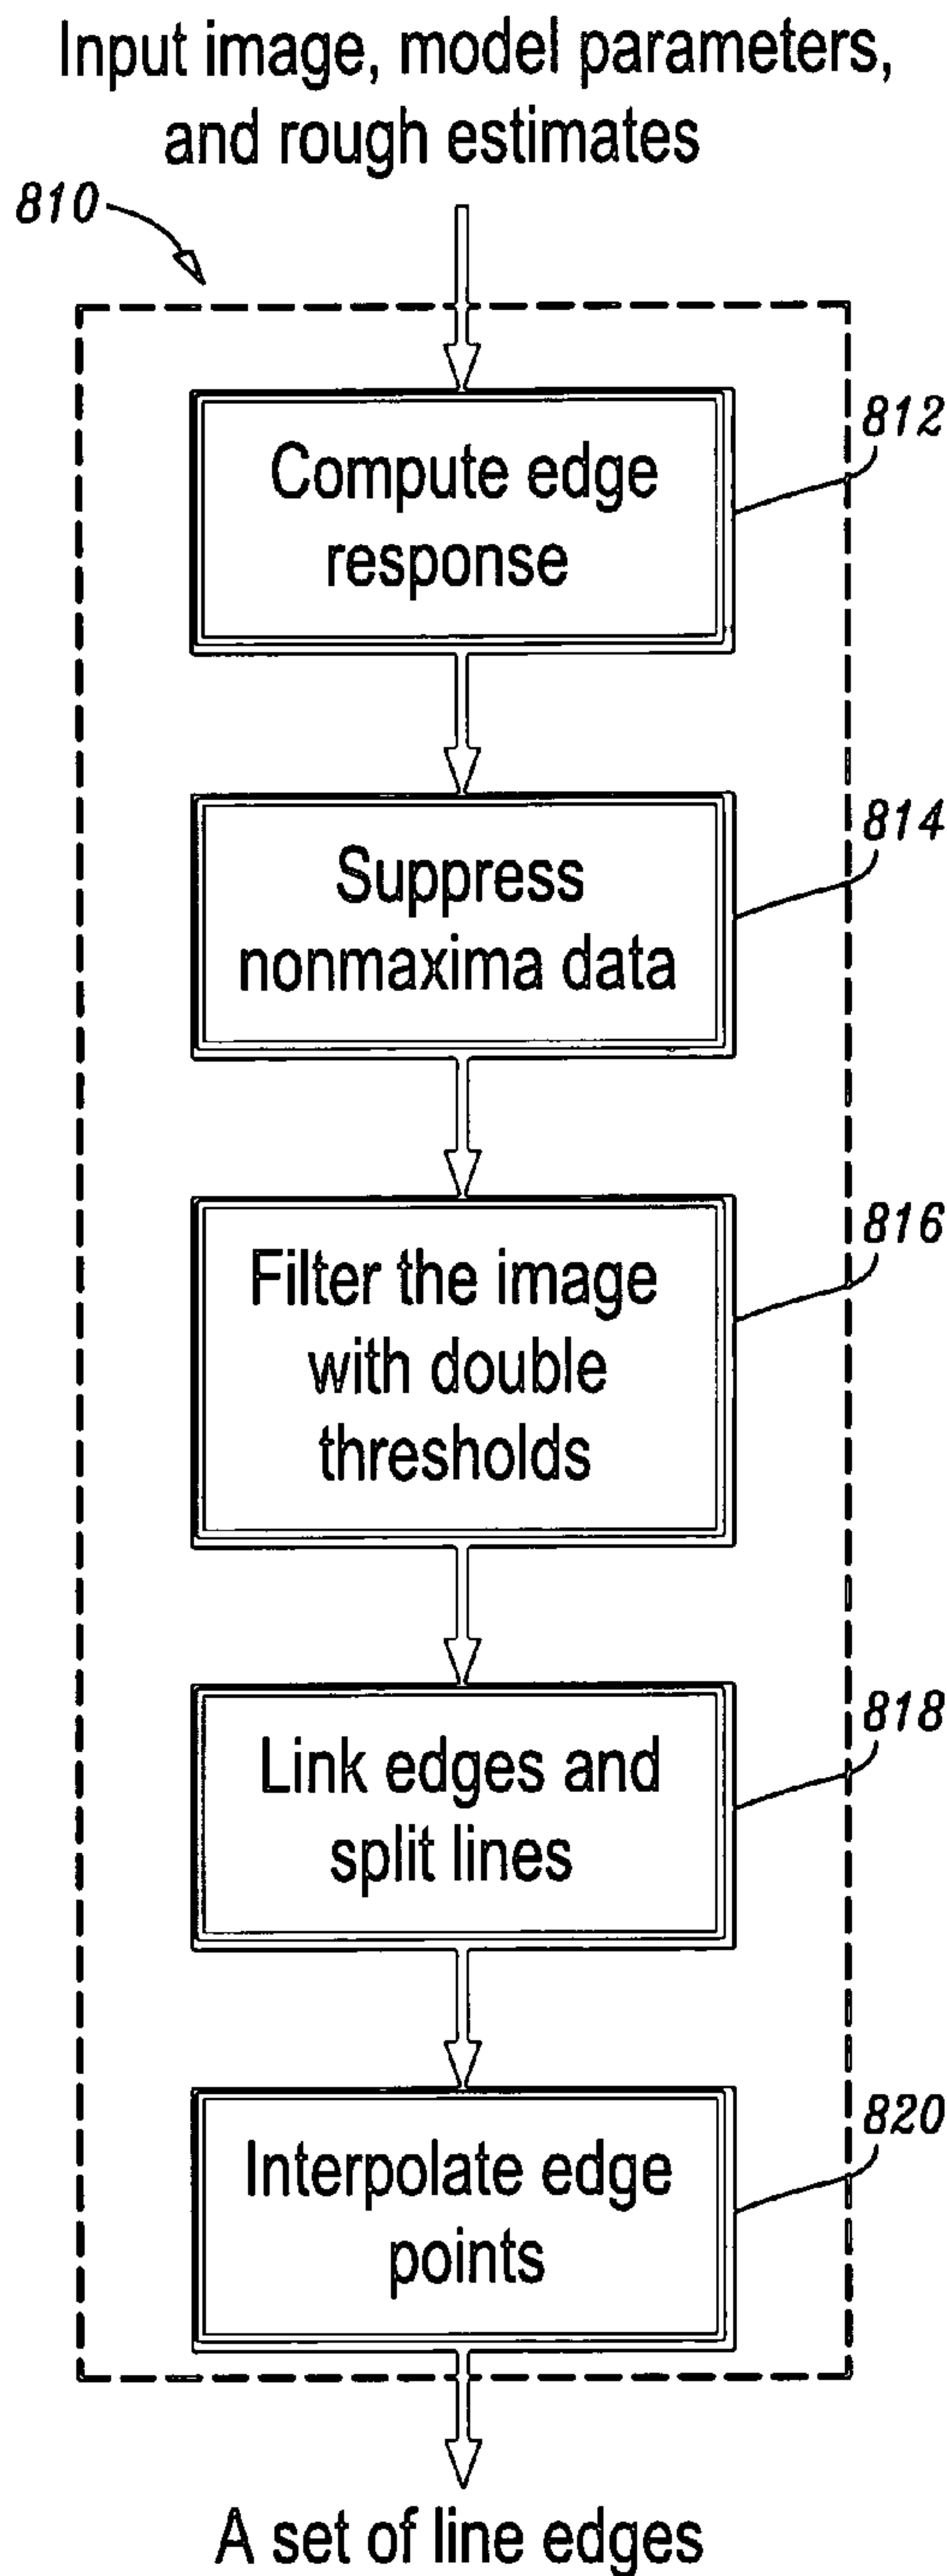 Input image, model parameters,
and rough estimates
810
Compute edge
response
812
Suppress
nonmaxima data
814
Filter the image
with double
thresholds
816
Link edges and
split lines
818
Interpolate edge
points
820
A set of line edges